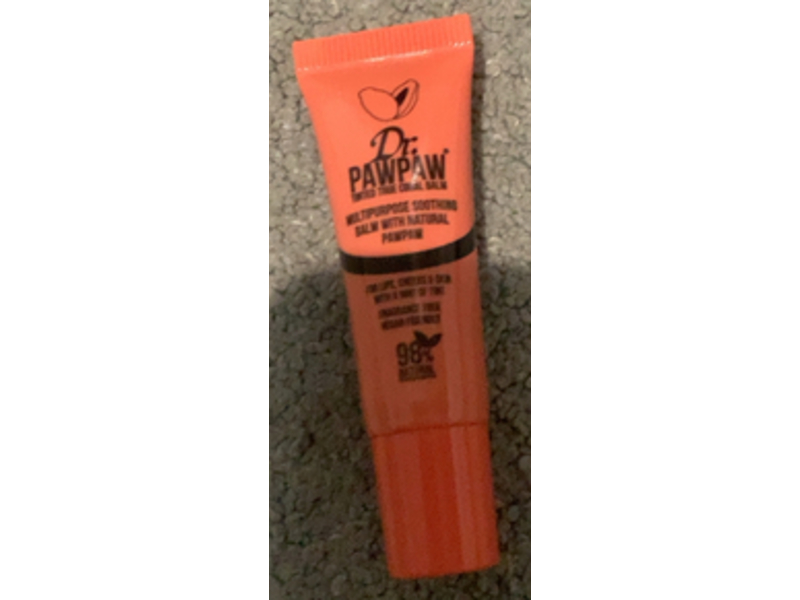 Dr.
PAWPAW
TINTED TRUE CORAL BALM
MULTIPURPOSE SOOTHING
BALM WITH NATURAL
PAWPAW
FOR LIPS, CHEEKS & SKIN
WITH A HINT OF TINT
FRAGRANCE FREE
VEGAN FRIENDLY
98%
NATURAL